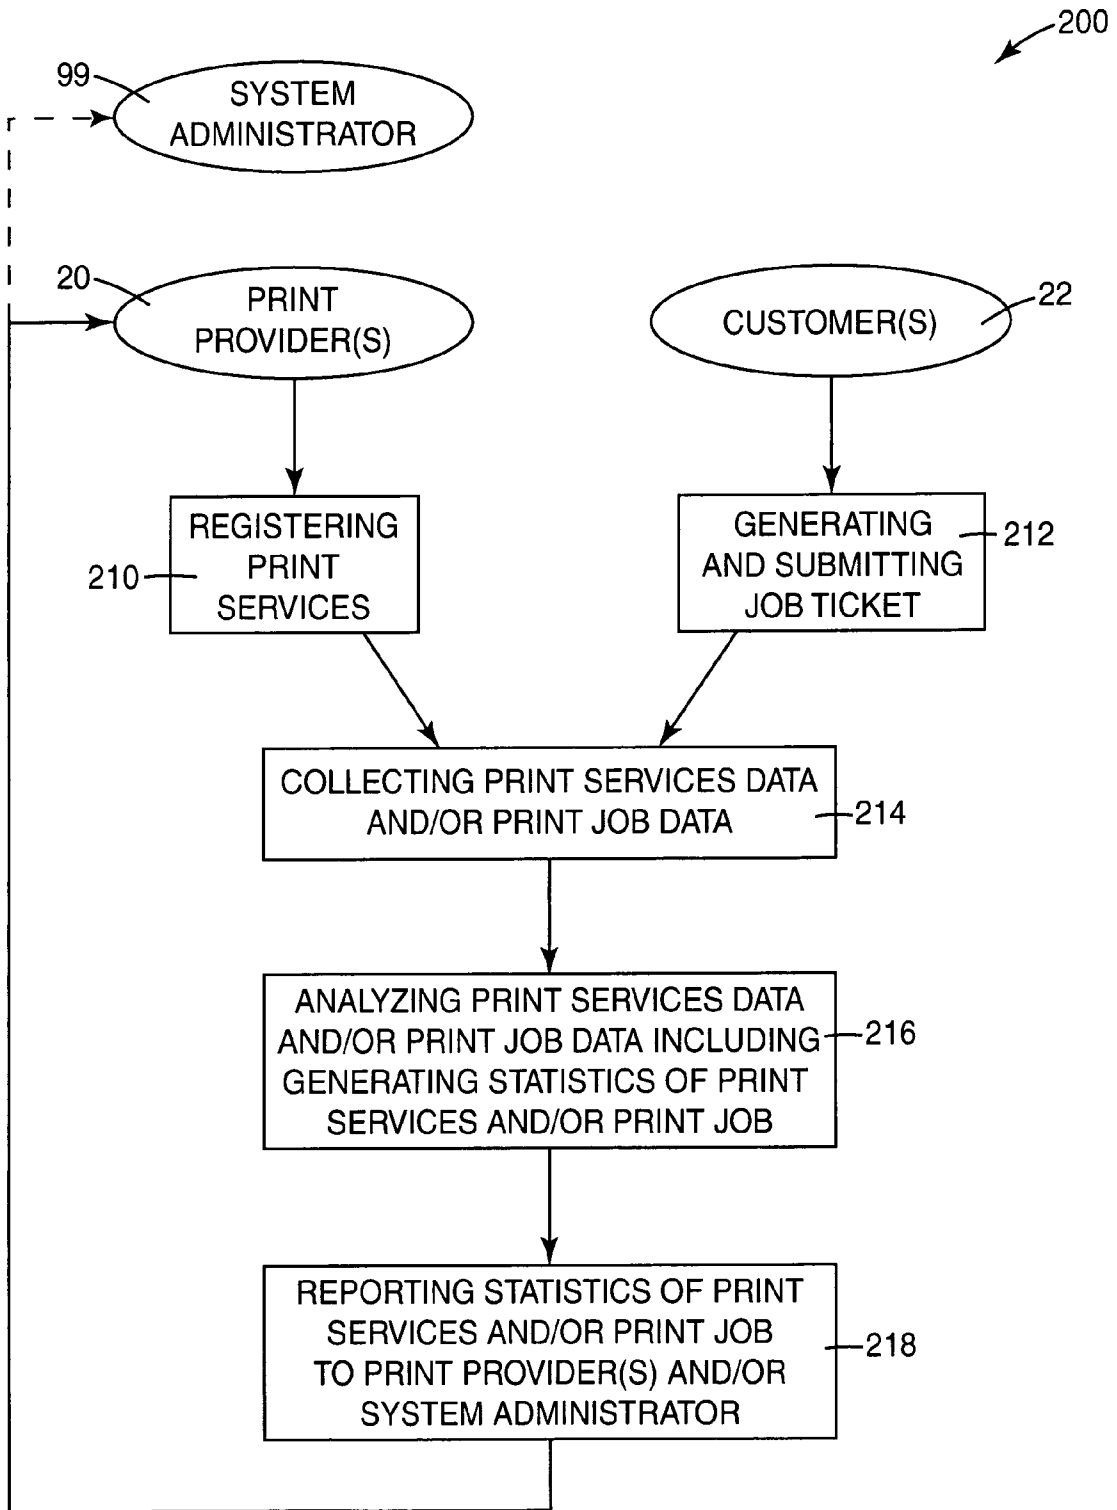 200
99
SYSTEM
ADMINISTRATOR
20
PRINT
PROVIDER(S)
CUSTOMER(S)
22
REGISTERING
PRINT
SERVICES
210
GENERATING
AND SUBMITTING
JOB TICKET
212
COLLECTING PRINT SERVICES DATA
AND/OR PRINT JOB DATA
214
ANALYZING PRINT SERVICES DATA
AND/OR PRINT JOB DATA INCLUDING
GENERATING STATISTICS OF PRINT
SERVICES AND/OR PRINT JOB
216
REPORTING STATISTICS OF PRINT
SERVICES AND/OR PRINT JOB
TO PRINT PROVIDER(S) AND/OR
SYSTEM ADMINISTRATOR
218